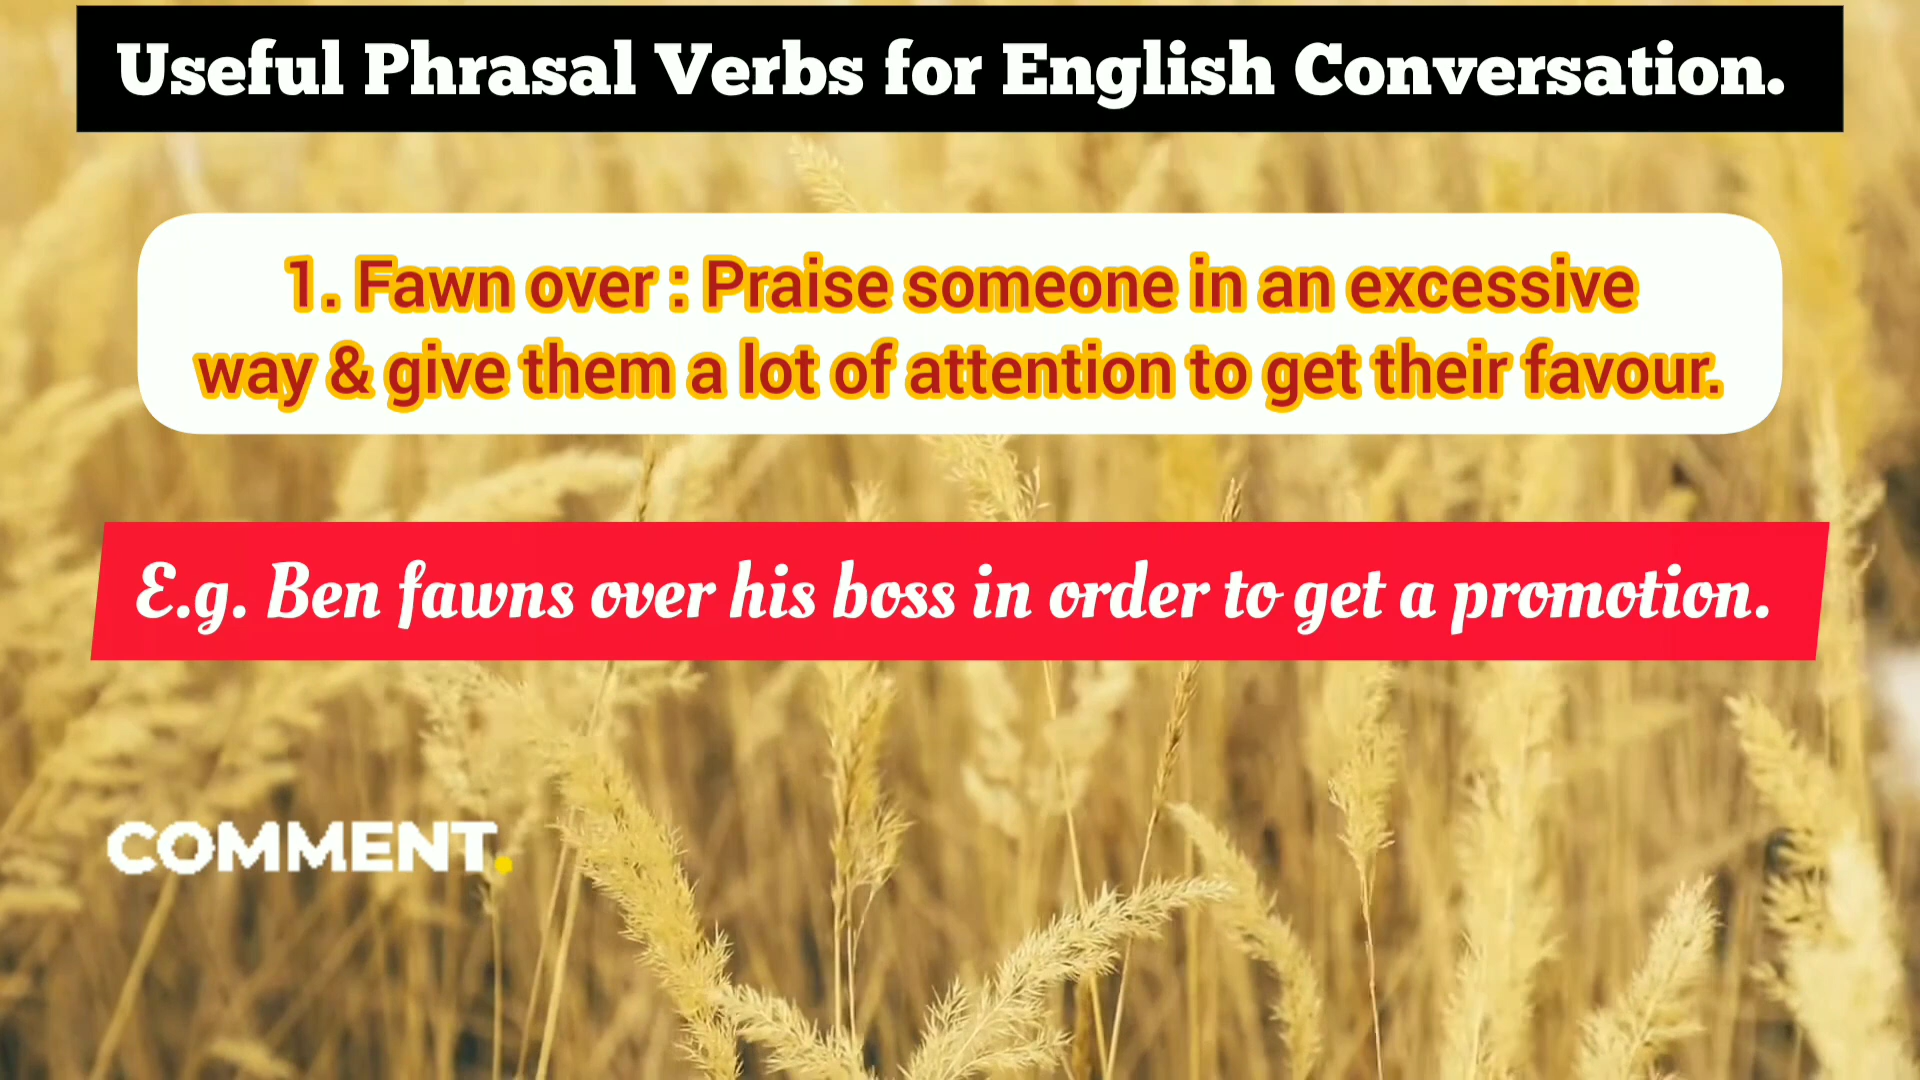 Useful Phrasal Verbs for English Conversation.
1. Fawn over : Praise someone in an excessive
way & give them a lot of attention to get their favour.
E.g. Ben fawns over his boss in order to get a promotion.
COMMENT.